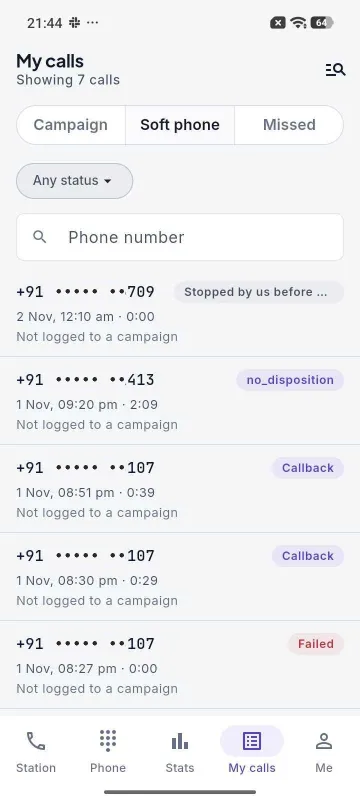 21:44
64
My calls
Showing 7 calls
Campaign
Soft phone
Missed
Any status
Phone number
+91 ••••• ••709
Stopped by us before ...
2 Nov, 12:10 am · 0:00
Not logged to a campaign
+91 ••••• ••413
no_disposition
1 Nov, 09:20 pm · 2:09
Not logged to a campaign
+91 ••••• ••107
Callback
1 Nov, 08:51 pm · 0:39
Not logged to a campaign
+91 ••••• ••107
Callback
1 Nov, 08:30 pm · 0:29
Not logged to a campaign
+91 ••••• ••107
Failed
1 Nov, 08:27 pm · 0:00
Not logged to a campaign
Station
Phone
Stats
My calls
Me